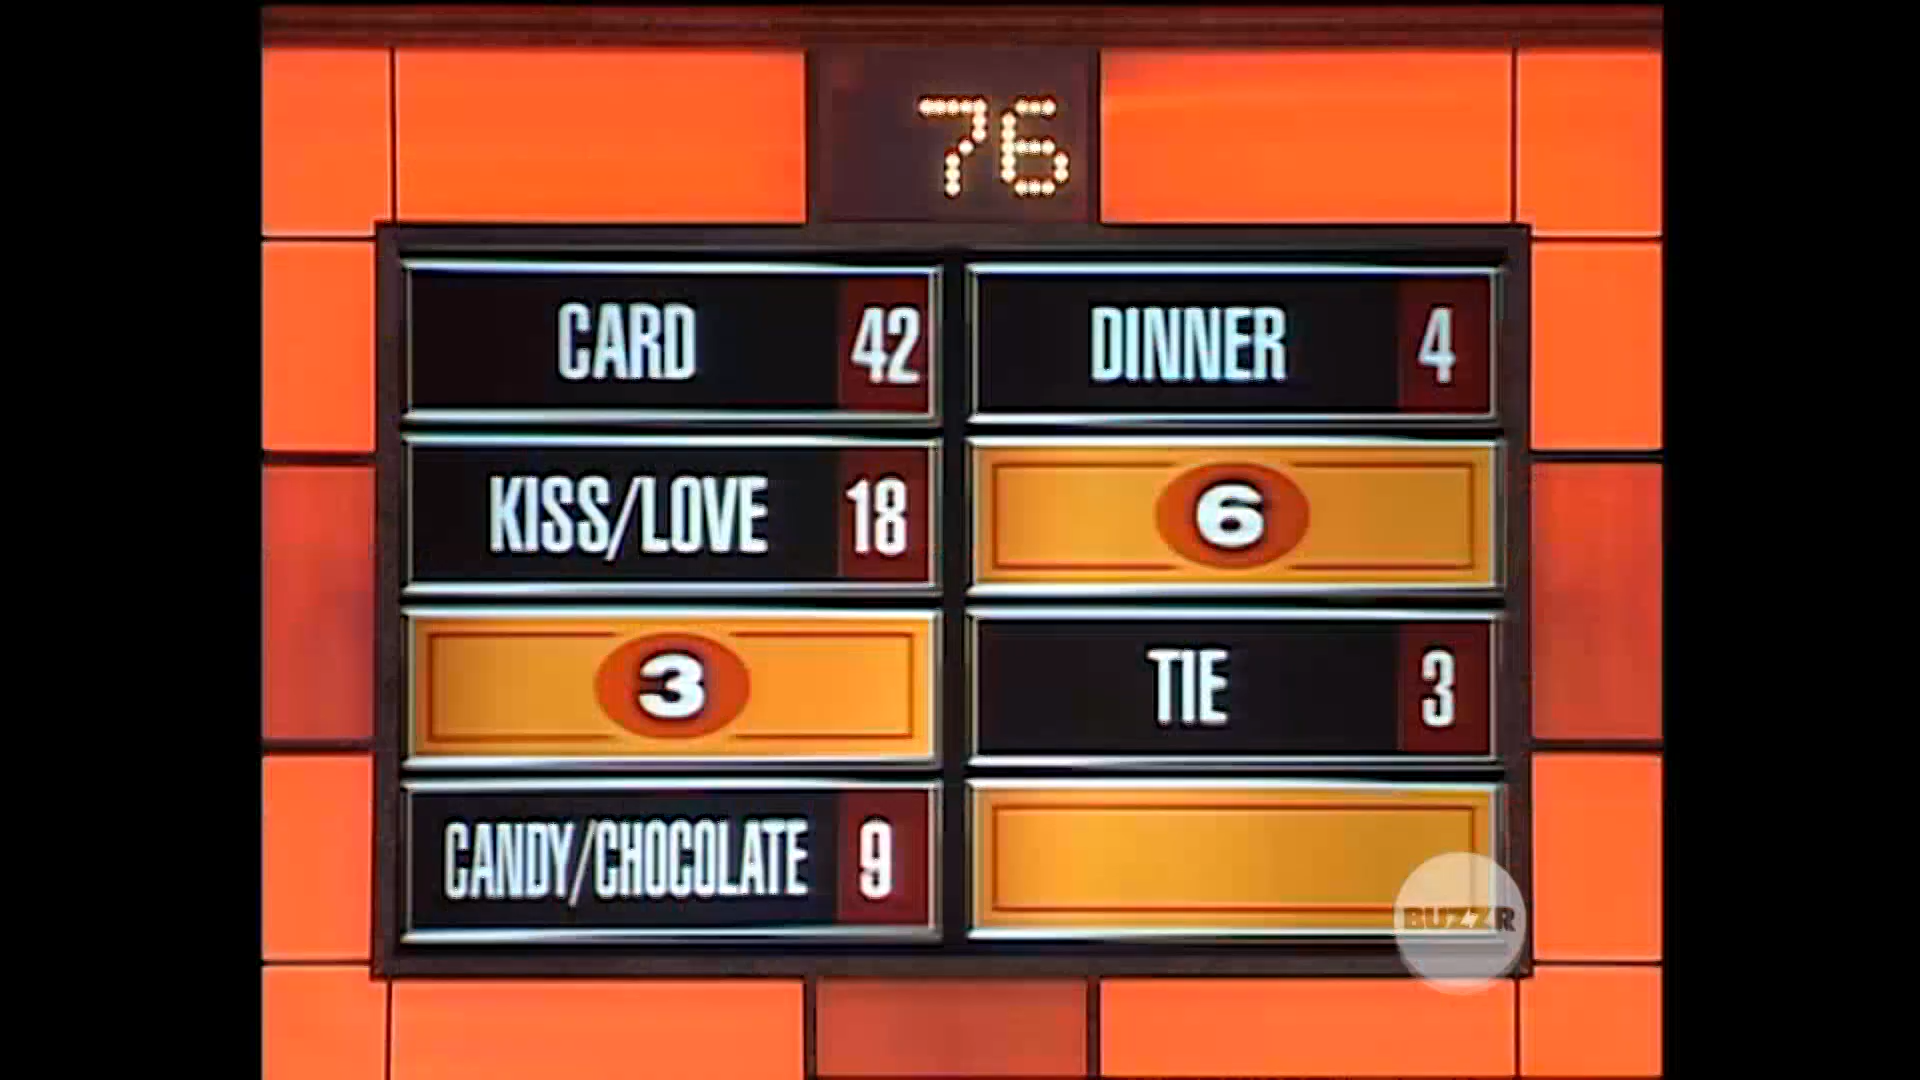 76
CARD 42
DINNER 4
KISS/LOVE 18
6
3
TIE 3
CANDY/CHOCOLATE 9
BUZZR